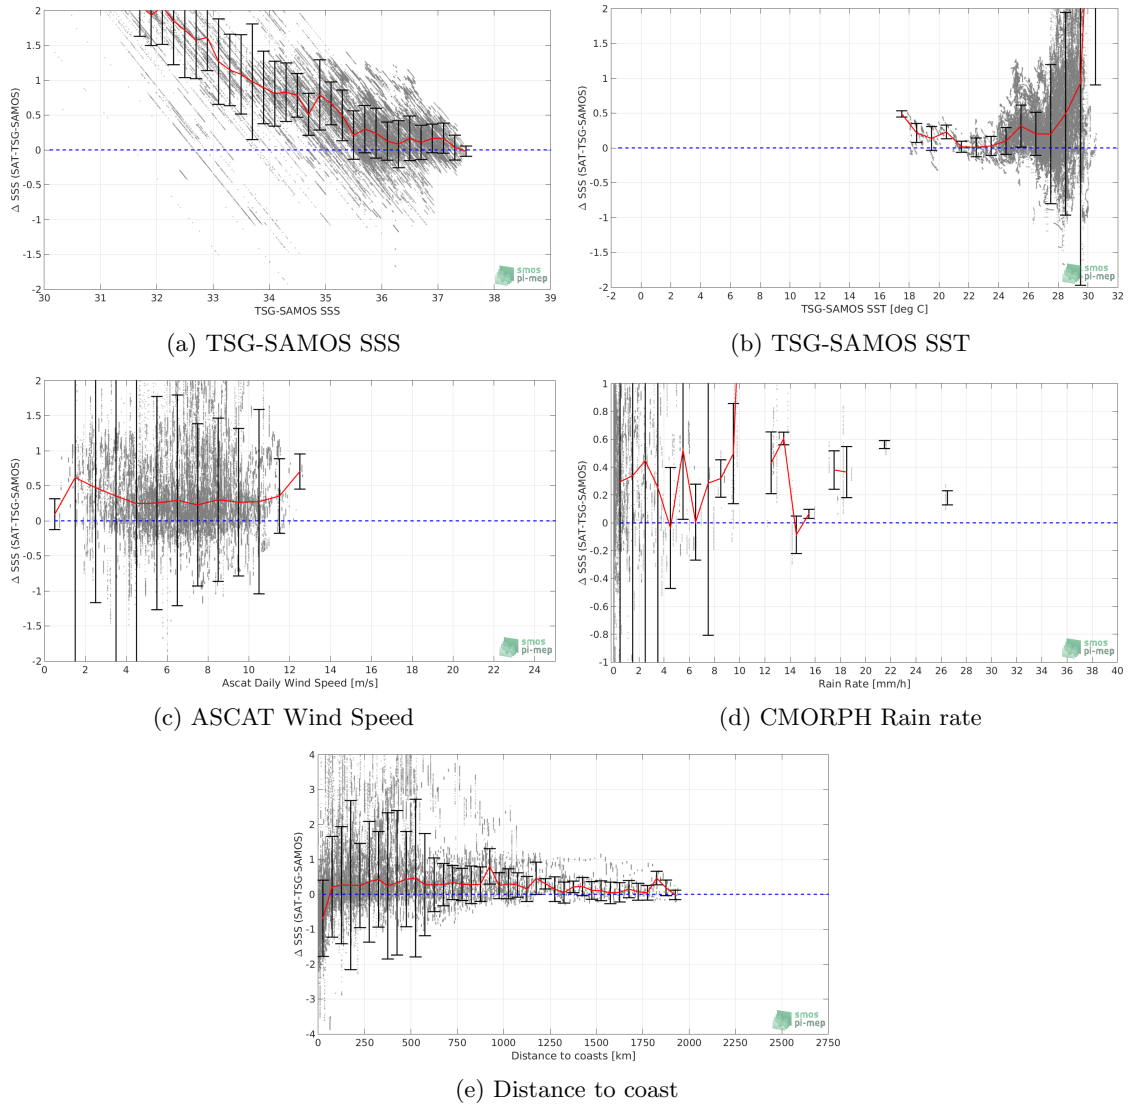 2
1.5
1
0.5
0
-0.5
-1
-1.5
-2
Δ SSS (SAT-TSG-SAMOS)
30 31 32 33 34 35 36 37 38 39
TSG-SAMOS SSS
smos
pi-mep
(a) TSG-SAMOS SSS
2
1.5
1
0.5
0
-0.5
-1
-1.5
-2
Δ SSS (SAT-TSG-SAMOS)
-2 0 2 4 6 8 10 12 14 16 18 20 22 24 26 28 30 32
TSG-SAMOS SST [deg C]
smos
pi-mep
(b) TSG-SAMOS SST
2
1.5
1
0.5
0
-0.5
-1
-1.5
-2
Δ SSS (SAT-TSG-SAMOS)
0 2 4 6 8 10 12 14 16 18 20 22 24
Ascat Daily Wind Speed [m/s]
smos
pi-mep
(c) ASCAT Wind Speed
1
0.8
0.6
0.4
0.2
0
-0.2
-0.4
-0.6
-0.8
-1
Δ SSS (SAT-TSG-SAMOS)
0 2 4 6 8 10 12 14 16 18 20 22 24 26 28 30 32 34 36 38 40
Rain Rate [mm/h]
smos
pi-mep
(d) CMORPH Rain rate
4
3
2
1
0
-1
-2
-3
-4
Δ SSS (SAT-TSG-SAMOS)
0 250 500 750 1000 1250 1500 1750 2000 2250 2500 2750
Distance to coasts [km]
smos
pi-mep
(e) Distance to coast